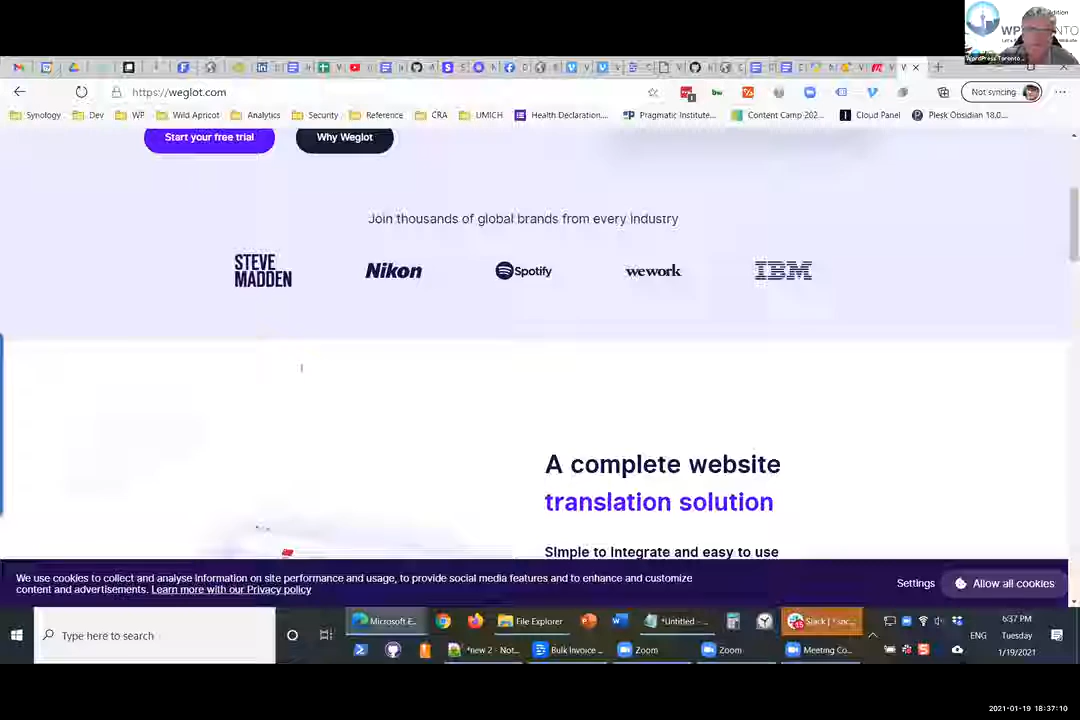 WordPress Toronto
https://weglot.com
Not syncing
Synology
Dev
WP
Wild Apricot
Analytics
Security
Reference
CRA
UMICH
Health Declaration...
Pragmatic Institute...
Content Camp 202...
Cloud Panel
Plesk Obsidian 18.0...
Start your free trial
Why Weglot
Join thousands of global brands from every industry
STEVE
MADDEN
Nikon
Spotify
wework
IBM
A complete website
translation solution
Simple to integrate and easy to use
We use cookies to collect and analyse information on site performance and usage, to provide social media features and to enhance and customize
content and advertisements. Learn more with our Privacy policy
Settings
Allow all cookies
Type here to search
Microsoft E...
File Explorer
*Untitled - ...
Slack | * soc...
6:37 PM
ENG
Tuesday
1/19/2021
*new 2 - Not...
Bulk Invoice ...
Zoom
Zoom
Meeting Co...
2021-01-19 18:37:10